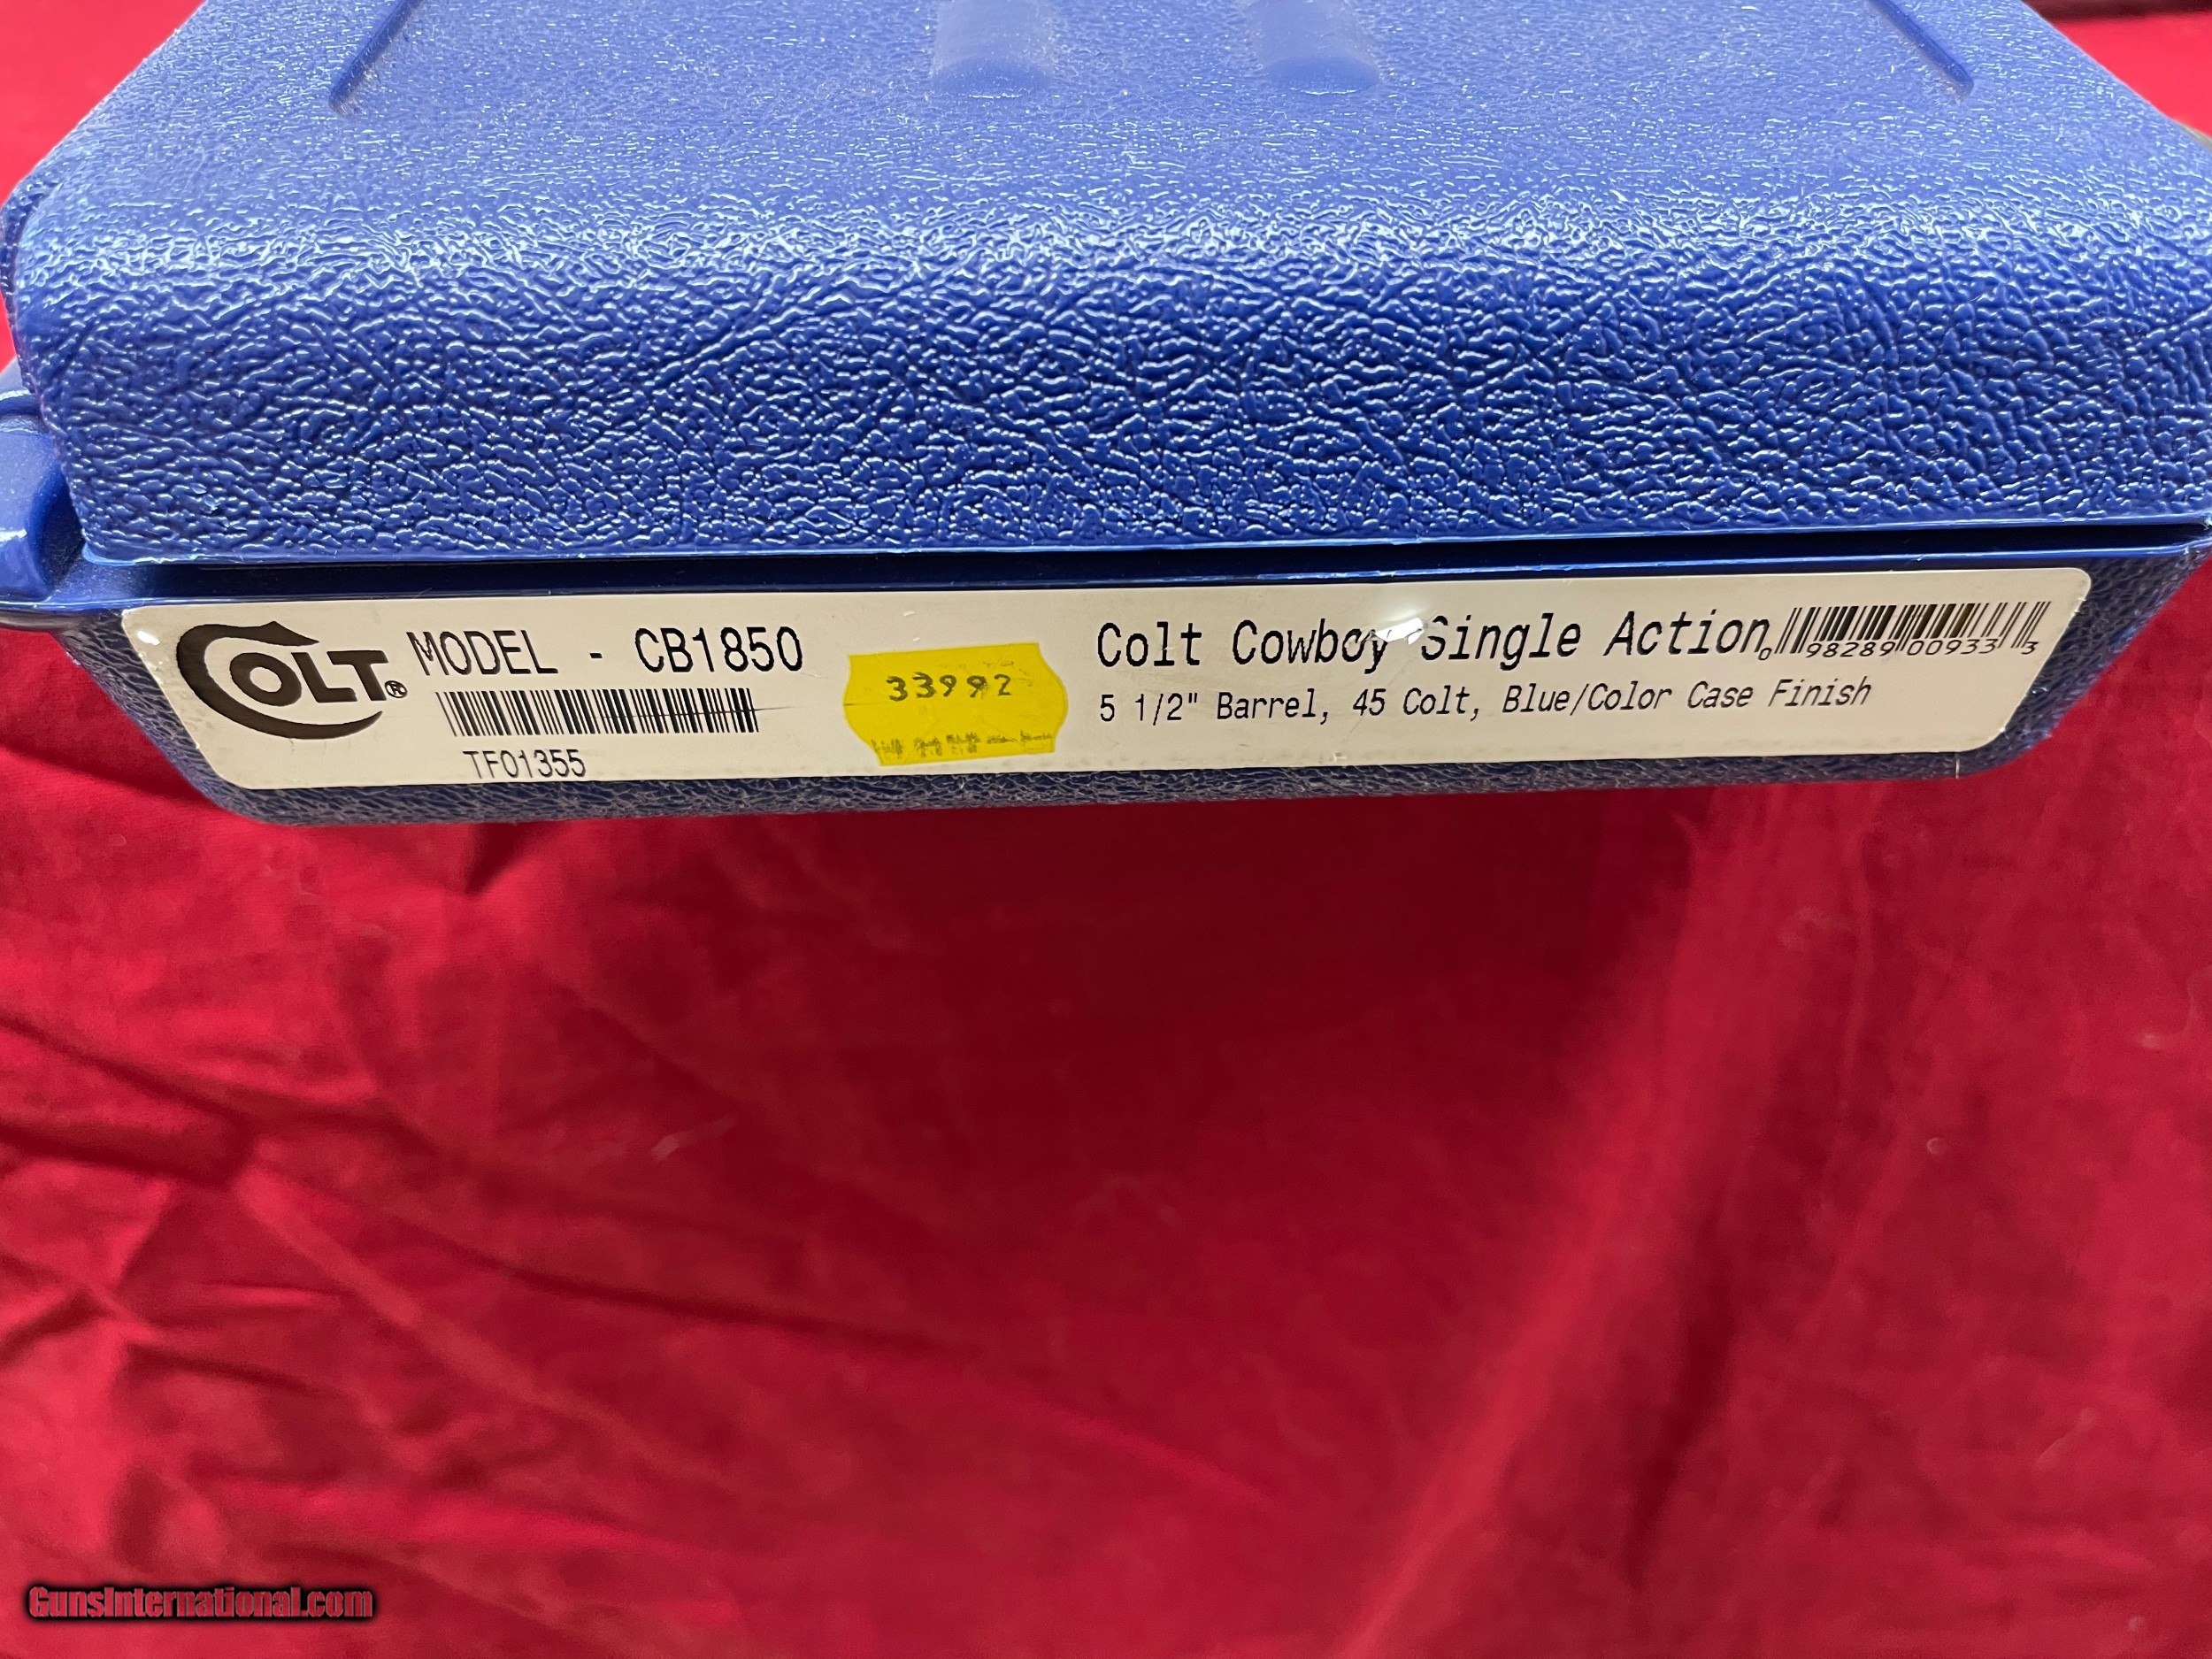 COLT®
MODEL - CB1850
TF01355
33992
Colt Cowboy Single Action
5 1/2" Barrel, 45 Colt, Blue/Color Case Finish
0 98289 00933 3
GunsInternational.com